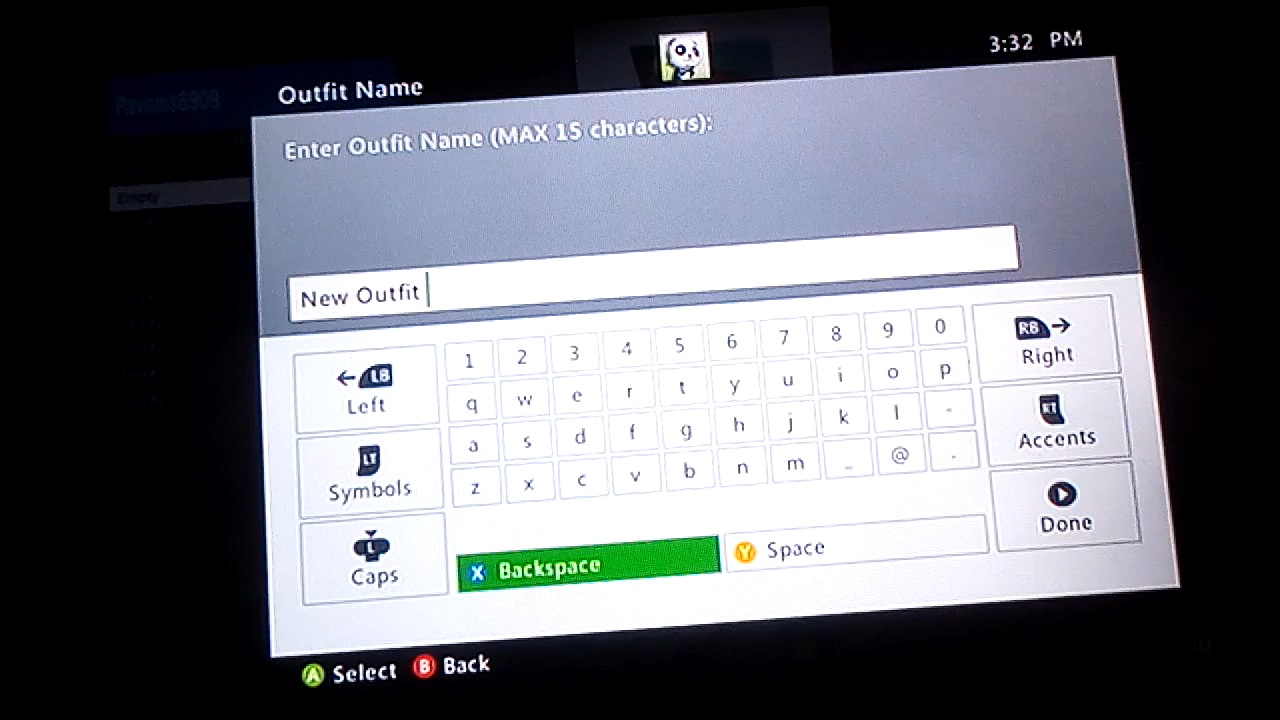 3:32 PM
Outfit Name
Enter Outfit Name (MAX 15 characters):
Empty
New Outfit
LB
Left
1 2 3 4 5 6 7 8 9 0
RB
Right
q w e r t y u i o p
LT
Symbols
a s d f g h j k l -
RT
Accents
z x c v b n m _ @ .
L
Caps
X Backspace
Y Space
Done
A Select B Back